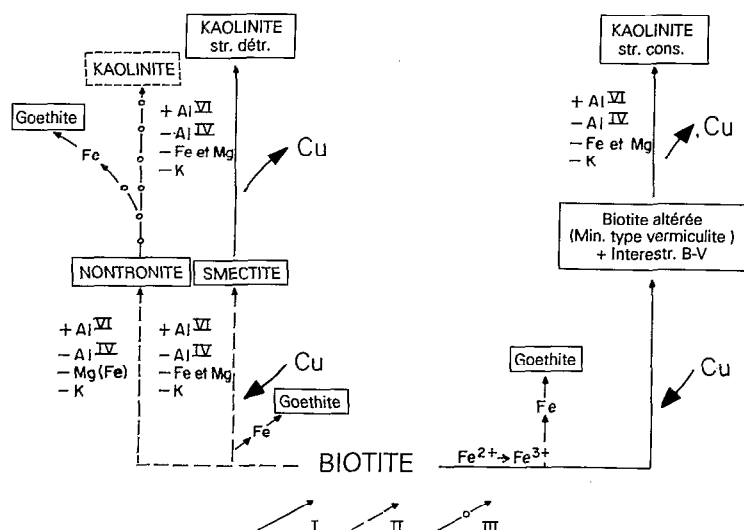 KAOLINITE
str. détr.
KAOLINITE
str. cons.
KAOLINITE
Goethite
Fe
+ Al VI
- Al IV
- Fe et Mg
- K
Cu
+ Al VI
- Al IV
- Fe et Mg
- K
Cu
Biotite altérée
(Min. type vermiculite)
+ Interestr. B-V
NONTRONITE
SMECTITE
+ Al VI
- Al IV
- Mg (Fe)
- K
+ Al VI
- Al IV
- Fe et Mg
- K
Cu
Goethite
Fe
Goethite
Fe
Cu
BIOTITE
Fe2+ → Fe3+
I
II
III